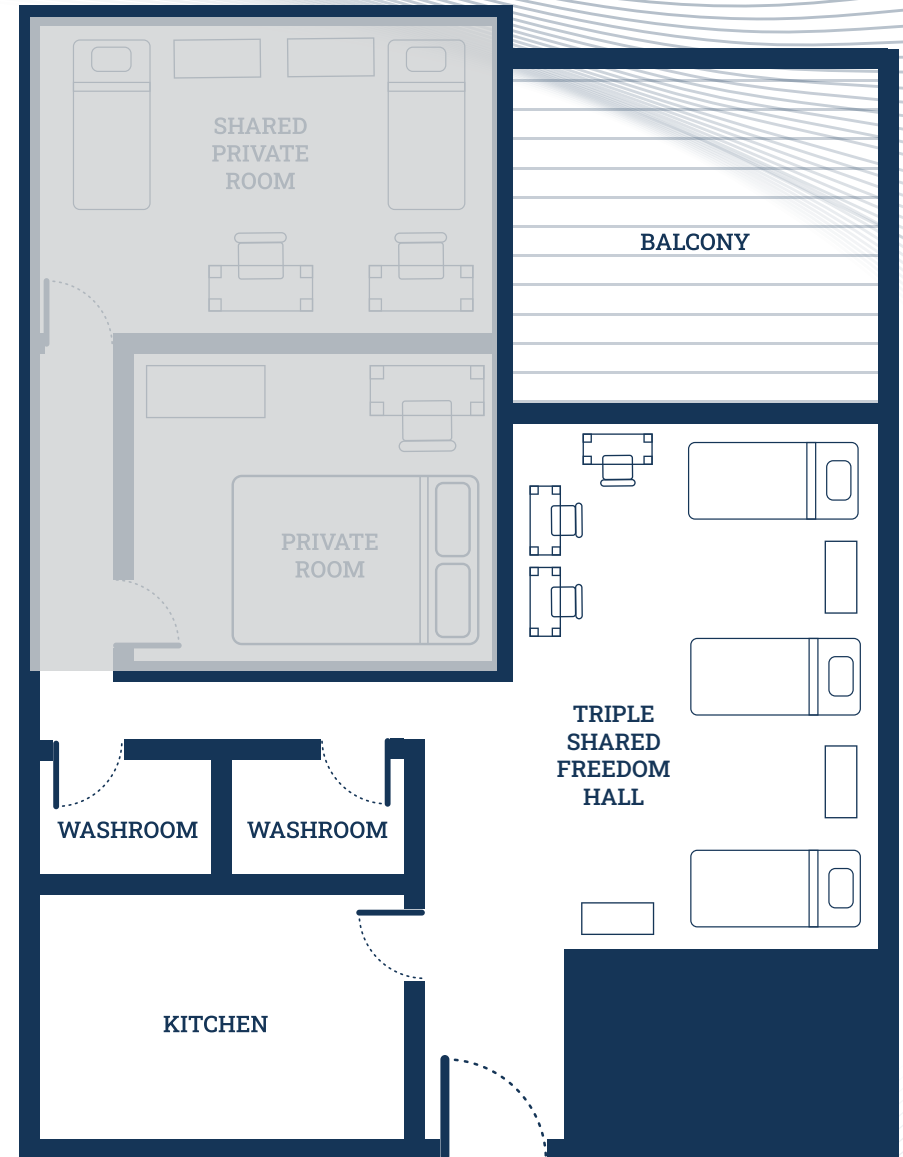 SHARED
PRIVATE
ROOM
BALCONY
PRIVATE
ROOM
TRIPLE
SHARED
FREEDOM
HALL
WASHROOM
WASHROOM
KITCHEN